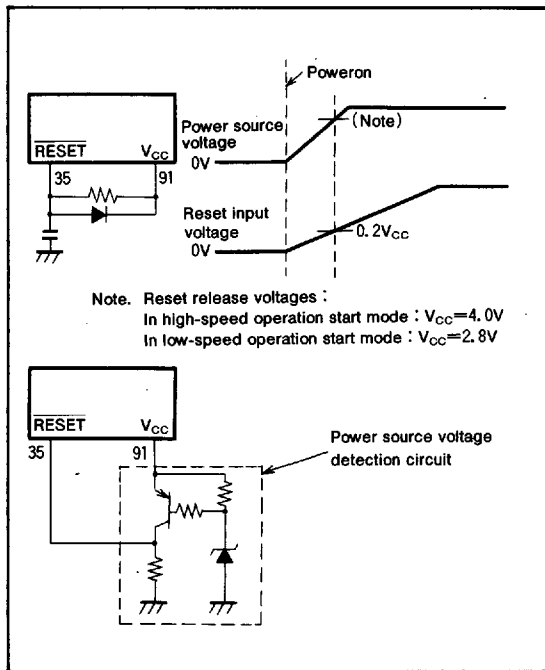 Poweron
Power source
voltage
0V
(Note)
RESET
VCC
35
91
Reset input
voltage
0V
0.2VCC
Note. Reset release voltages :
In high-speed operation start mode : VCC=4.0V
In low-speed operation start mode : VCC=2.8V
RESET
VCC
35
91
Power source voltage
detection circuit